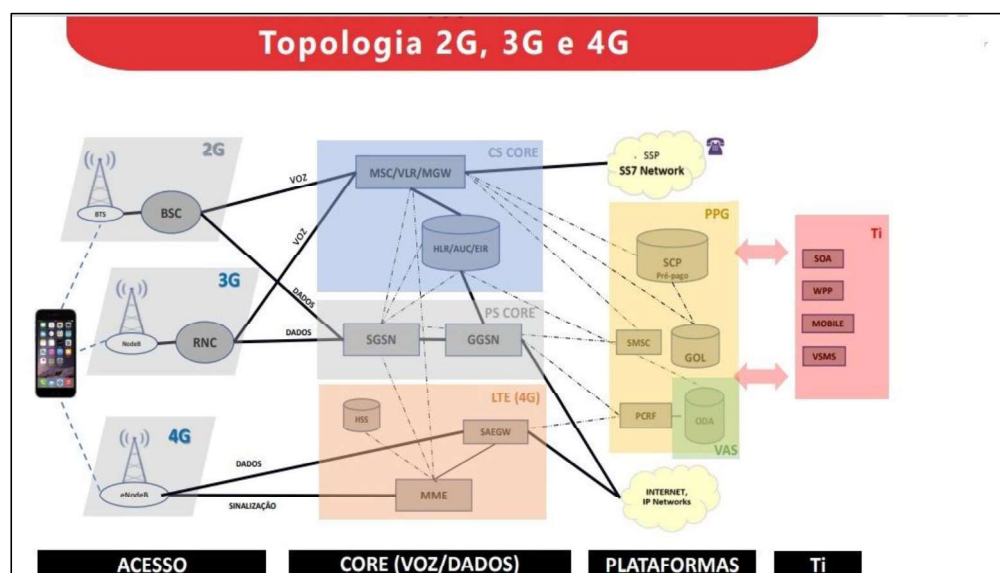 Topologia 2G, 3G e 4G
2G
BTS
BSC
VOZ
VOZ
DADOS
3G
NodeB
RNC
DADOS
4G
eNodeB
DADOS
SINALIZAÇÃO
CS CORE
MSC/VLR/MGW
HLR/AUC/EIR
PS CORE
SGSN
GGSN
LTE (4G)
HSS
SAEGW
MME
SSP
SS7 Network
PPG
SCP
Pré-pago
SMSC
GOL
PCRF
ODA
VAS
INTERNET,
IP Networks
Ti
SOA
WPP
MOBILE
VSMS
ACESSO
CORE (VOZ/DADOS)
PLATAFORMAS
Ti